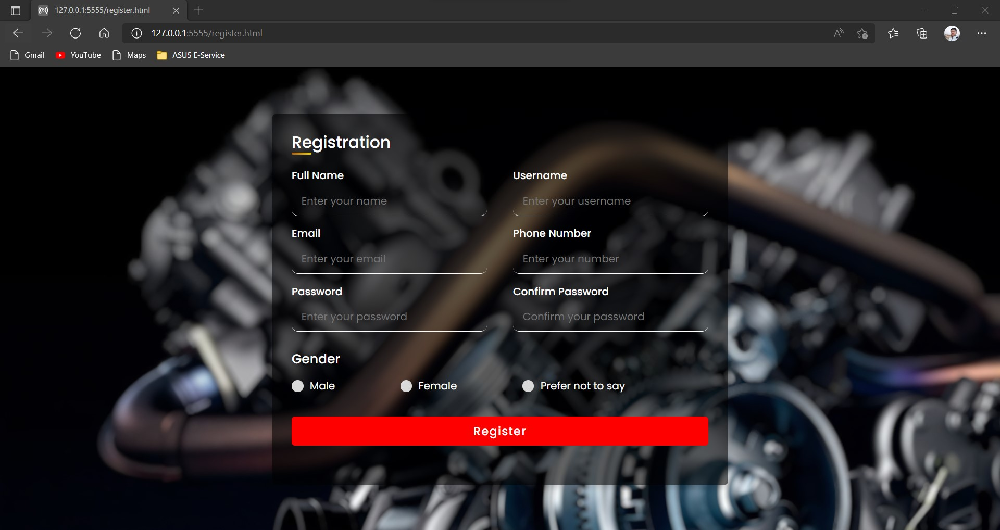 127.0.0.1:5555/register.html
127.0.0.1:5555/register.html
Gmail YouTube Maps ASUS E-Service
Registration
Full Name Username
Enter your name Enter your username
Email Phone Number
Enter your email Enter your number
Password Confirm Password
Enter your password Confirm your password
Gender
Male Female Prefer not to say
Register